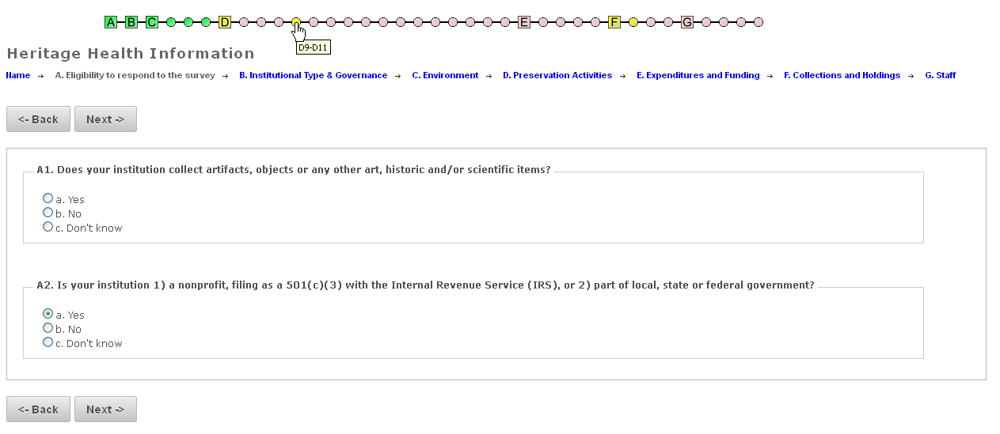 A B C D E F G
D9-D11
Heritage Health Information
Name → A. Eligibility to respond to the survey → B. Institutional Type & Governance → C. Environment → D. Preservation Activities → E. Expenditures and Funding → F. Collections and Holdings → G. Staff
<- Back Next ->
A1. Does your institution collect artifacts, objects or any other art, historic and/or scientific items?
a. Yes
b. No
c. Don't know
A2. Is your institution 1) a nonprofit, filing as a 501(c)(3) with the Internal Revenue Service (IRS), or 2) part of local, state or federal government?
a. Yes
b. No
c. Don't know
<- Back Next ->